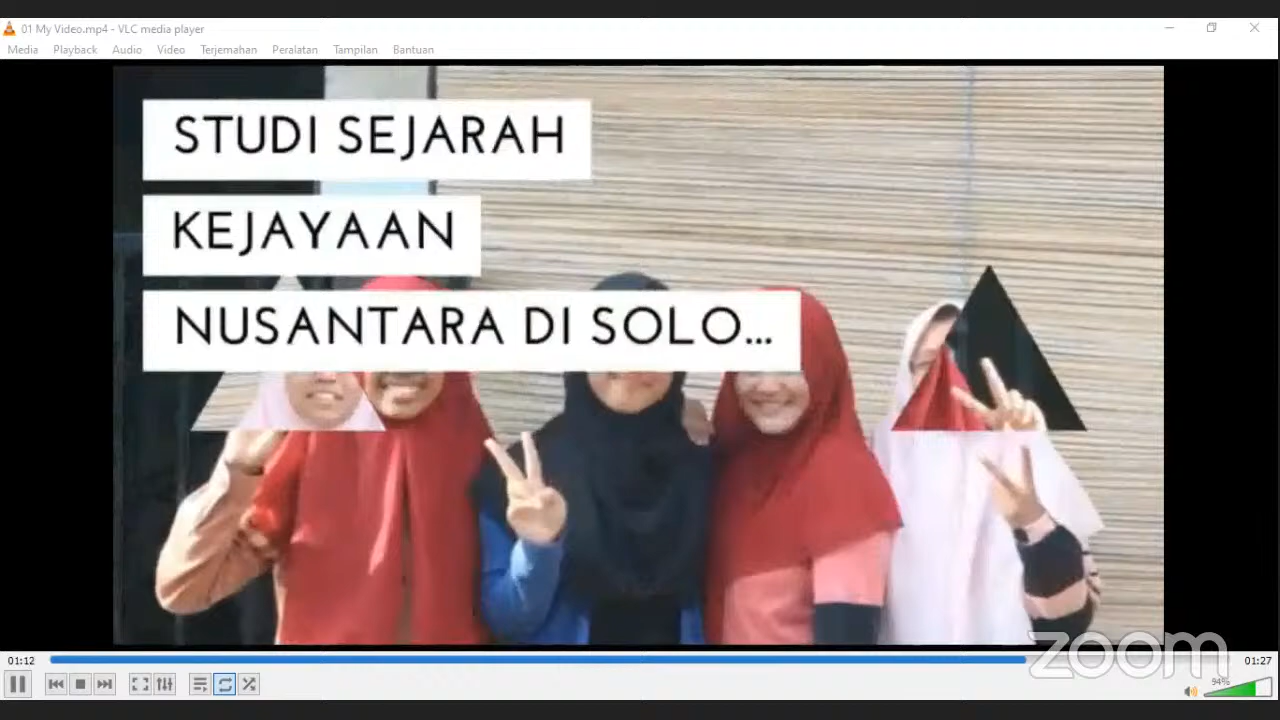 01 My Video.mp4 - VLC media player
Media Playback Audio Video Terjemahan Peralatan Tampilan Bantuan
STUDI SEJARAH
KEJAYAAN
NUSANTARA DI SOLO...
zoom
01:12 01:27
94%